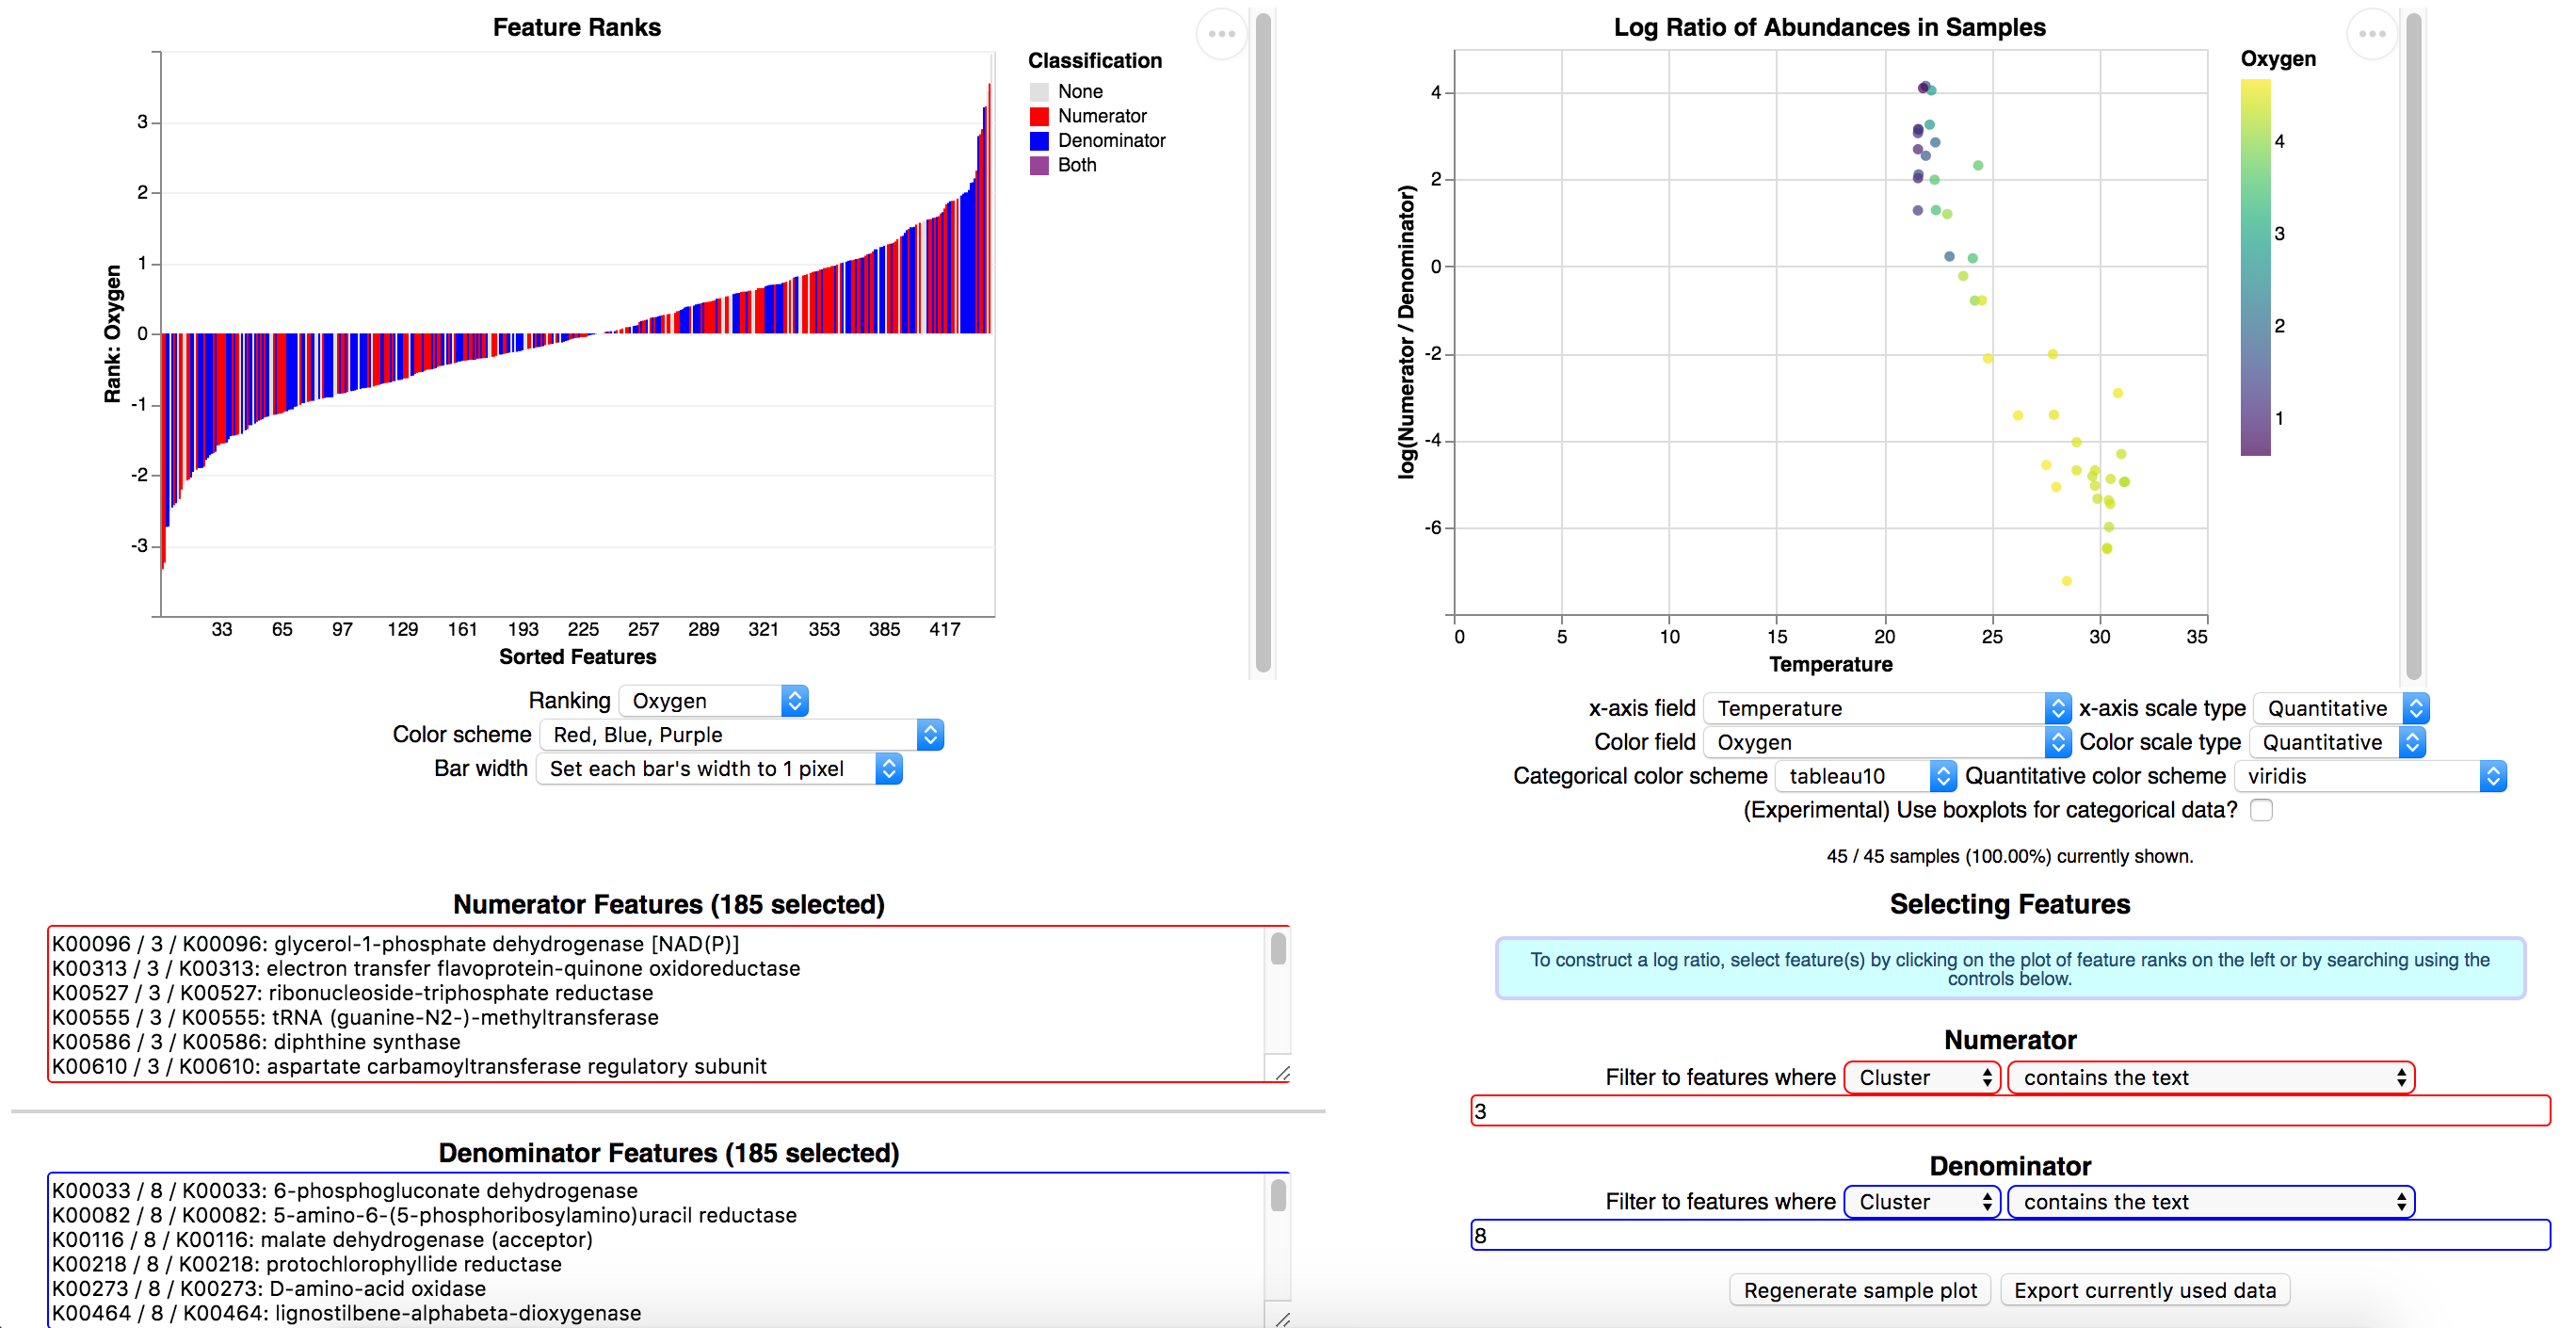 Feature Ranks
Classification
None
Numerator
Denominator
Both
3
2
1
0
-1
-2
-3
Rank: Oxygen
33 65 97 129 161 193 225 257 289 321 353 385 417
Sorted Features
Ranking Oxygen
Color scheme Red, Blue, Purple
Bar width Set each bar's width to 1 pixel
Numerator Features (185 selected)
K00096 / 3 / K00096: glycerol-1-phosphate dehydrogenase [NAD(P)]
K00313 / 3 / K00313: electron transfer flavoprotein-quinone oxidoreductase
K00527 / 3 / K00527: ribonucleoside-triphosphate reductase
K00555 / 3 / K00555: tRNA (guanine-N2-)-methyltransferase
K00586 / 3 / K00586: diphthine synthase
K00610 / 3 / K00610: aspartate carbamoyltransferase regulatory subunit
Denominator Features (185 selected)
K00033 / 8 / K00033: 6-phosphogluconate dehydrogenase
K00082 / 8 / K00082: 5-amino-6-(5-phosphoribosylamino)uracil reductase
K00116 / 8 / K00116: malate dehydrogenase (acceptor)
K00218 / 8 / K00218: protochlorophyllide reductase
K00273 / 8 / K00273: D-amino-acid oxidase
K00464 / 8 / K00464: lignostilbene-alphabeta-dioxygenase
Log Ratio of Abundances in Samples
Oxygen
4
3
2
1
4
2
0
-2
-4
-6
log(Numerator / Denominator)
0 5 10 15 20 25 30 35
Temperature
x-axis field Temperature x-axis scale type Quantitative
Color field Oxygen Color scale type Quantitative
Categorical color scheme tableau10 Quantitative color scheme viridis
(Experimental) Use boxplots for categorical data?
45 / 45 samples (100.00%) currently shown.
Selecting Features
To construct a log ratio, select feature(s) by clicking on the plot of feature ranks on the left or by searching using the
controls below.
Numerator
Filter to features where Cluster contains the text
3
Denominator
Filter to features where Cluster contains the text
8
Regenerate sample plot Export currently used data